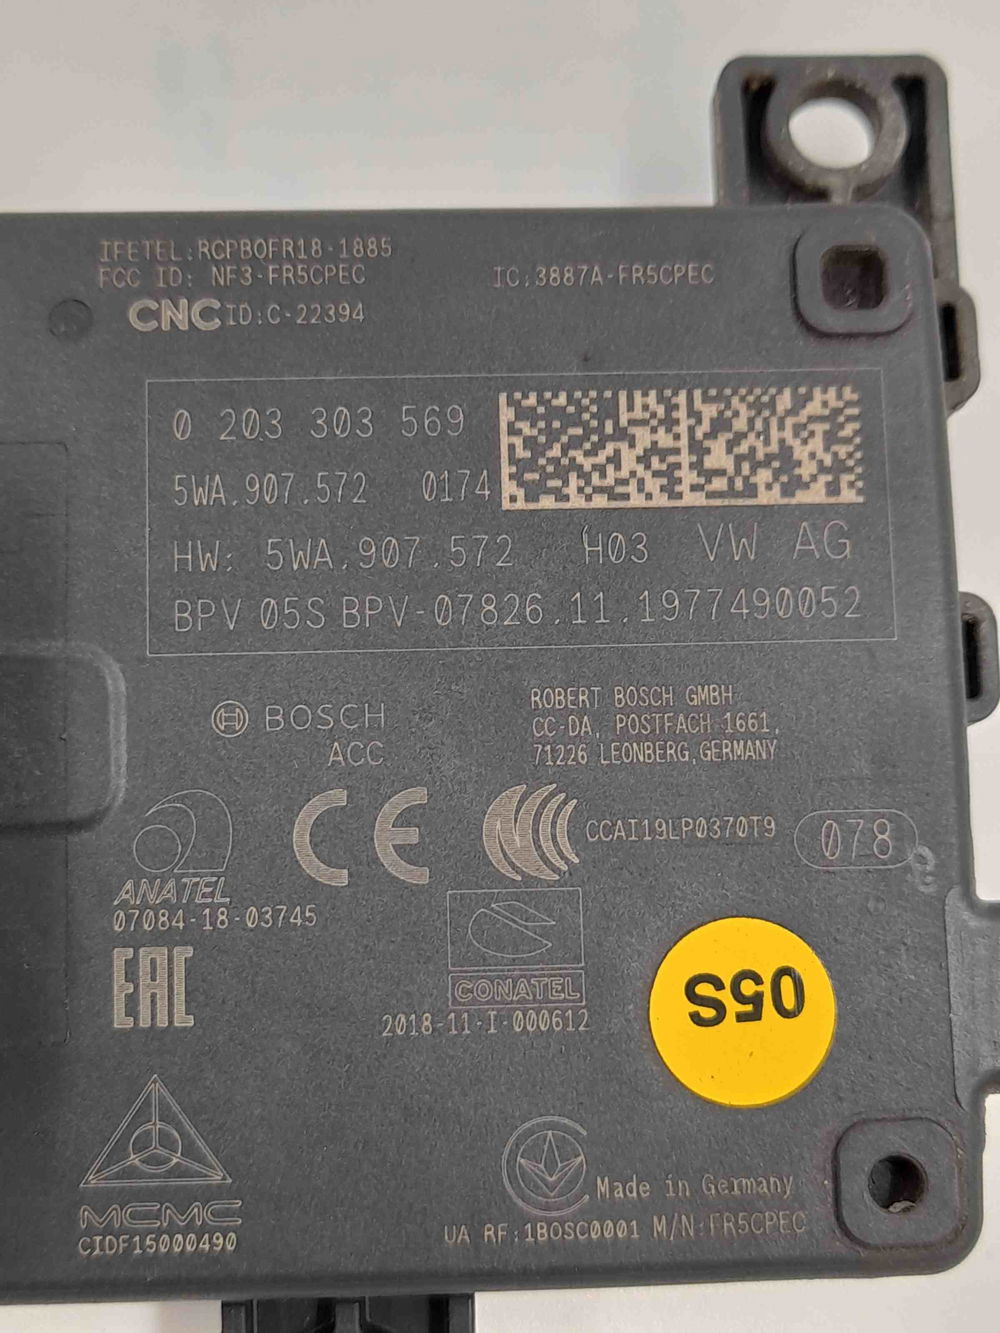 IFETEL:RCPBOFR18-1885
FCC ID: NF3-FR5CPEC
IC:3887A-FR5CPEC
CNC ID:C-22394
0 203 303 569
5WA.907.572 0174
HW: 5WA.907.572 H03 VW AG
BPV 05S BPV-07826.11.1977490052
BOSCH
ACC
ROBERT BOSCH GMBH
CC-DA, POSTFACH 1661,
71226 LEONBERG,GERMANY
CE
CCAI19LP0370T9
078
ANATEL
07084-18-03745
EAC
CONATEL
2018-11-I-000612
05S
MCMC
CIDF15000490
Made in Germany
UA RF:1BOSC0001 M/N:FR5CPEC